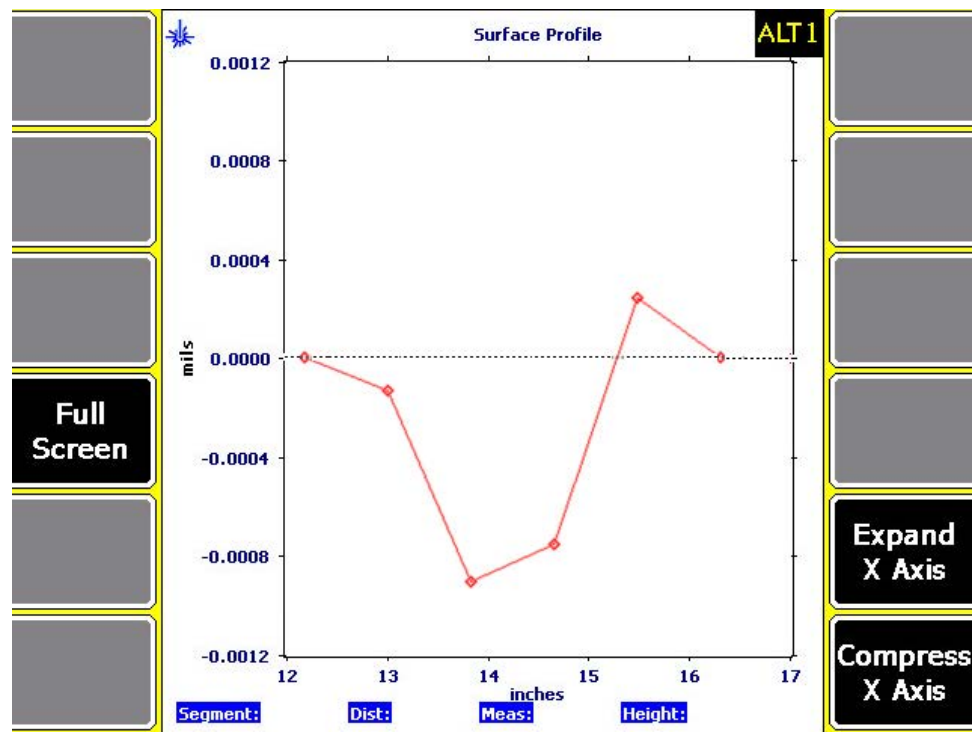 Surface Profile
ALT1
0.0012
0.0008
0.0004
0.0000
-0.0004
-0.0008
-0.0012
mils
12 13 14 15 16 17
inches
Segment: Dist: Meas: Height:
Full
Screen
Expand
X Axis
Compress
X Axis